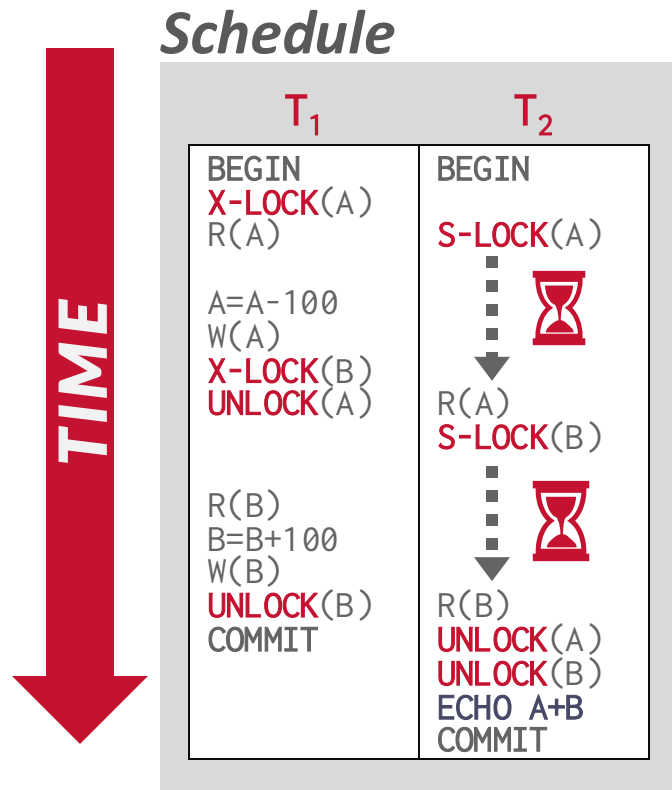 Schedule
TIME
T1 T2
BEGIN BEGIN
X-LOCK(A)
R(A) S-LOCK(A)
A=A-100
W(A)
X-LOCK(B)
UNLOCK(A) R(A)
S-LOCK(B)
R(B)
B=B+100
W(B)
UNLOCK(B) R(B)
COMMIT UNLOCK(A)
UNLOCK(B)
ECHO A+B
COMMIT